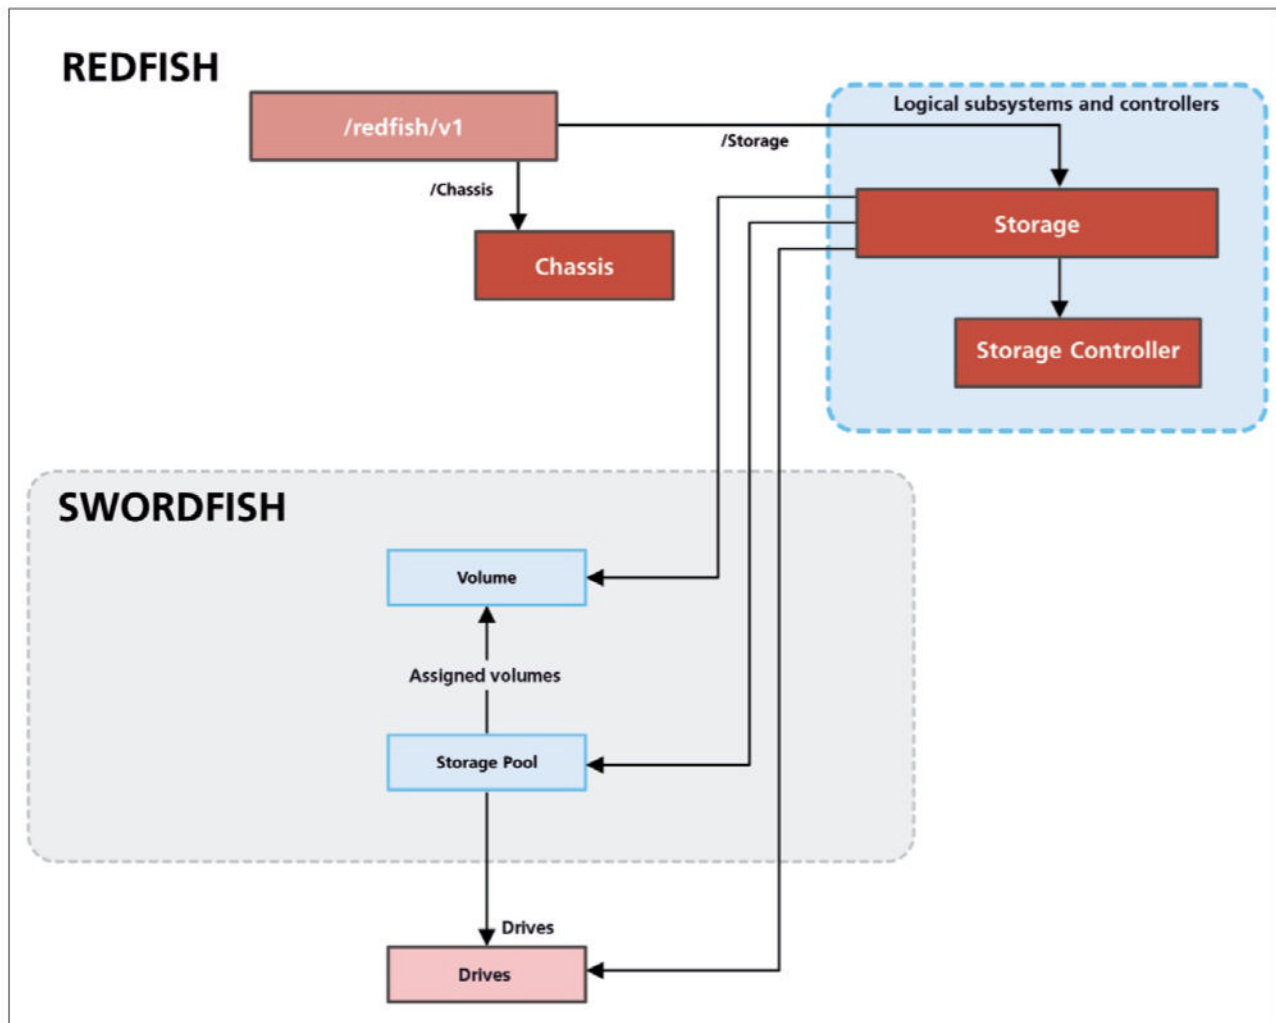 REDFISH
Logical subsystems and controllers
/redfish/v1
/Storage
/Chassis
Storage
Chassis
Storage Controller
SWORDFISH
Volume
Assigned volumes
Storage Pool
Drives
Drives